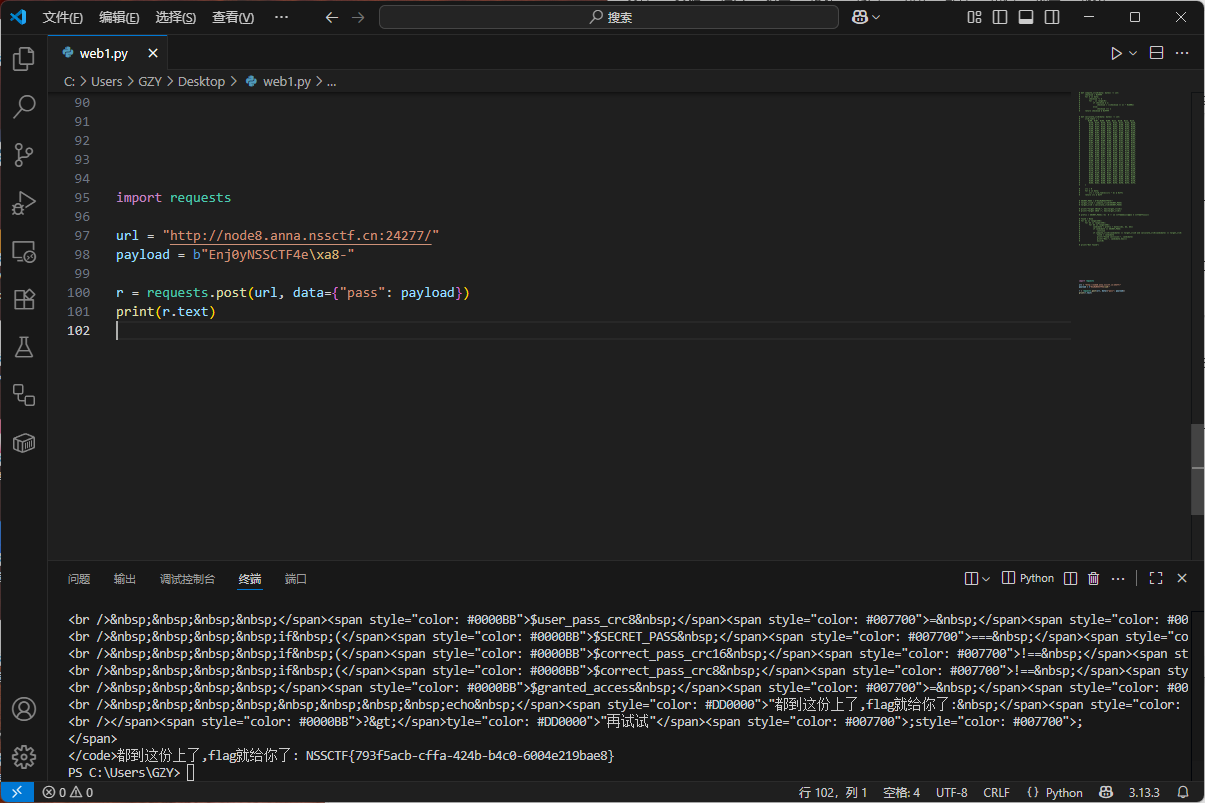 文件(F) 编辑(E) 选择(S) 查看(V) ··· 搜索
web1.py
C: > Users > GZY > Desktop > web1.py > ...
90
91
92
93
94
95 import requests
96
97 url = "http://node8.anna.nssctf.cn:24277/"
98 payload = b"Enj0yNSSCTF4e\xa8-"
99
100 r = requests.post(url, data={"pass": payload})
101 print(r.text)
102
问题 输出 调试控制台 终端 端口 Python
<br />&nbsp;&nbsp;&nbsp;&nbsp;</span><span style="color: #0000BB">$user_pass_crc8&nbsp;</span><span style="color: #007700">=&nbsp;</span><span style="color: #00
<br />&nbsp;&nbsp;&nbsp;&nbsp;if&nbsp;(</span><span style="color: #0000BB">$SECRET_PASS&nbsp;</span><span style="color: #007700">===&nbsp;</span><span style="co
<br />&nbsp;&nbsp;&nbsp;&nbsp;if&nbsp;(</span><span style="color: #0000BB">$correct_pass_crc16&nbsp;</span><span style="color: #007700">!==&nbsp;</span><span st
<br />&nbsp;&nbsp;&nbsp;&nbsp;if&nbsp;(</span><span style="color: #0000BB">$correct_pass_crc8&nbsp;</span><span style="color: #007700">!==&nbsp;</span><span sty
<br />&nbsp;&nbsp;&nbsp;&nbsp;</span><span style="color: #0000BB">$granted_access&nbsp;</span><span style="color: #007700">=&nbsp;</span><span style="color: #00
<br />&nbsp;&nbsp;&nbsp;&nbsp;&nbsp;&nbsp;&nbsp;&nbsp;echo&nbsp;</span><span style="color: #DD0000">"都到这份上了,flag就给你了:&nbsp;</span><span style="color:
<br /></span><span style="color: #0000BB">?&gt;</span>tyle="color: #DD0000">"再试试"</span><span style="color: #007700">;style="color: #007700">;
</span>
</code>都到这份上了,flag就给你了: NSSCTF{793f5acb-cffa-424b-b4c0-6004e219bae8}
PS C:\Users\GZY>
0 0 行 102，列 1 空格: 4 UTF-8 CRLF {} Python 3.13.3